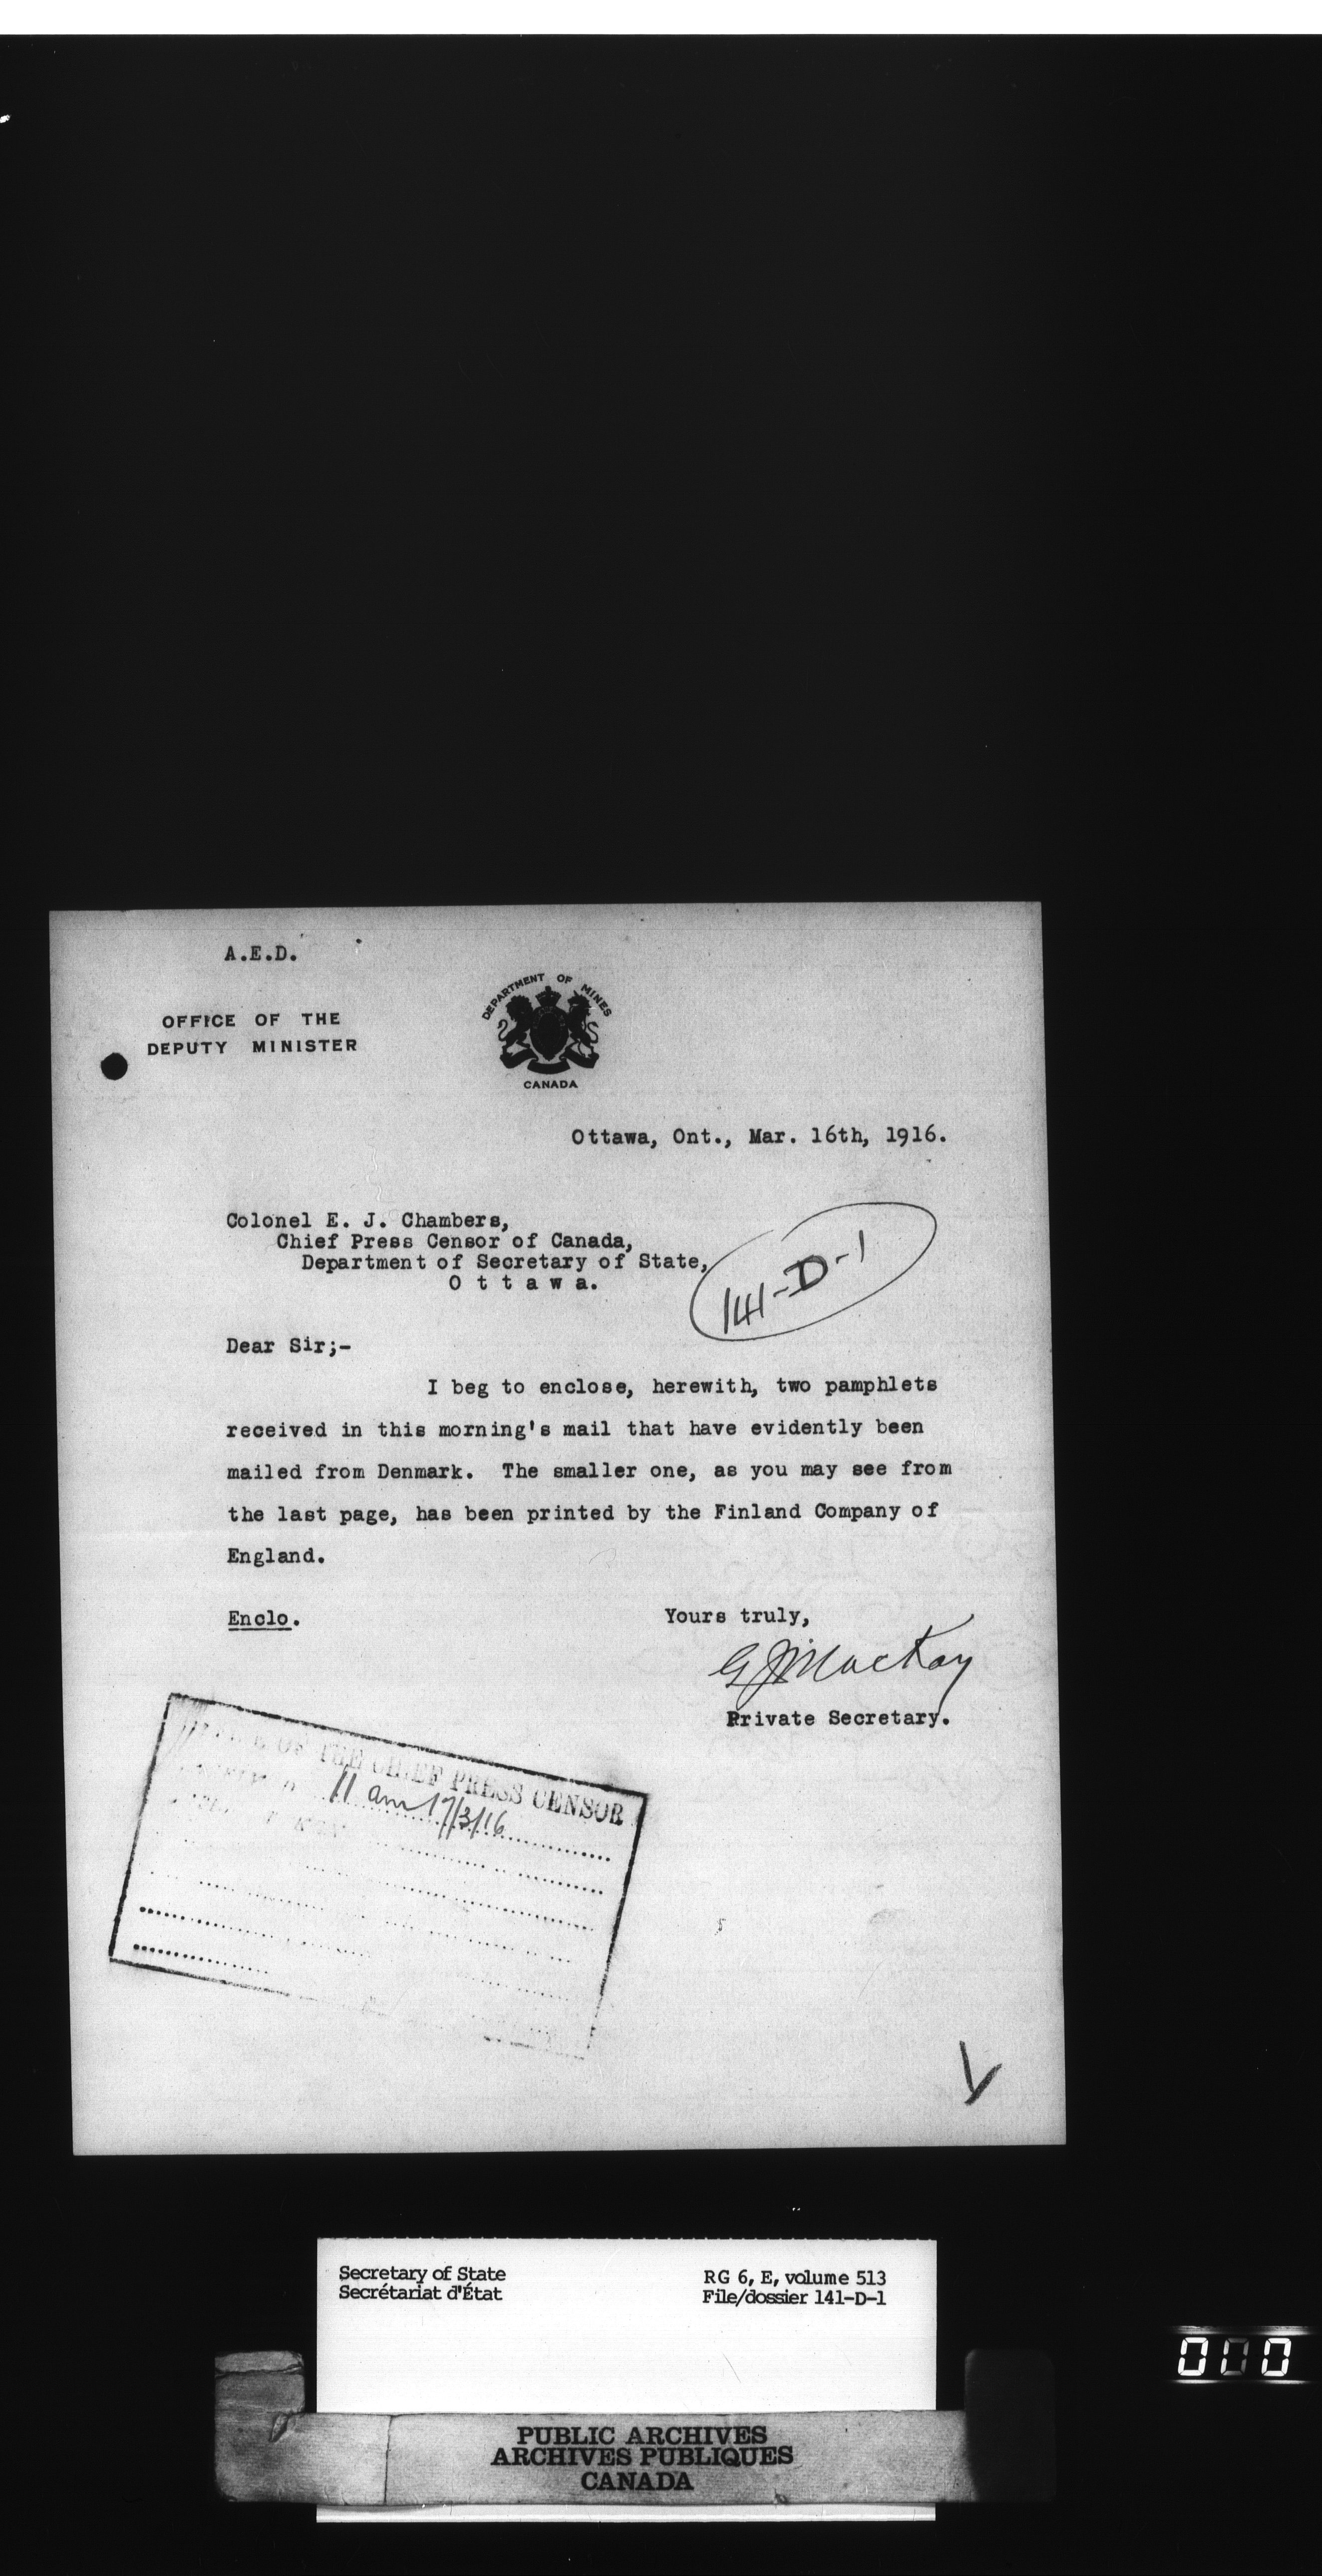 A.E.D.
OFFICE OF THE
DEPUTY MINISTER
DEPARTMENT OF MINES
CANADA
Ottawa, Ont., Mar. 16th, 1916.
Colonel E. J. Chambers,
Chief Press Censor of Canada,
Department of Secretary of State,
O t t a w a.
141-D-1
Dear Sir;-
I beg to enclose, herewith, two pamphlets
received in this morning's mail that have evidently been
mailed from Denmark. The smaller one, as you may see from
the last page, has been printed by the Finland Company of
England.
Enclo.
Yours truly,
G J MacKay
Private Secretary.
OF THE CHIEF PRESS CENSOR
11 am 17/3/16
Secretary of State
Secrétariat d'État
RG 6, E, volume 513
File/dossier 141-D-1
000
PUBLIC ARCHIVES
ARCHIVES PUBLIQUES
CANADA